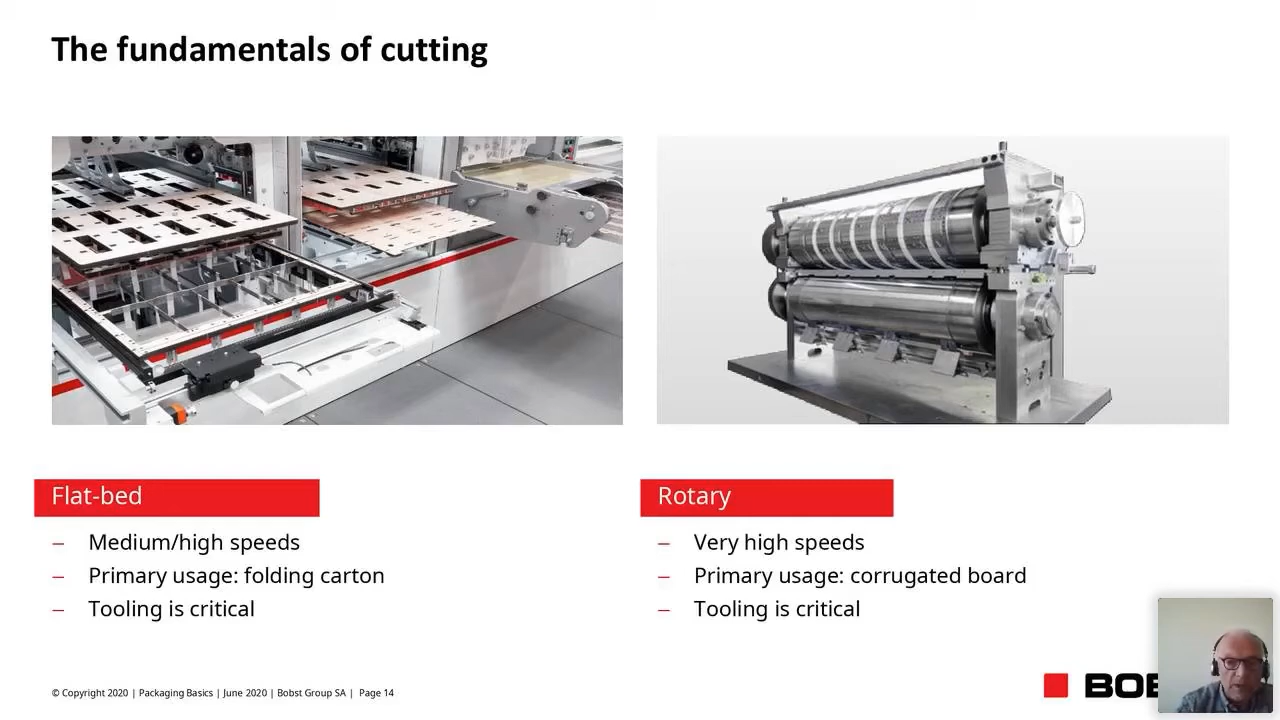 The fundamentals of cutting
Flat-bed
– Medium/high speeds
– Primary usage: folding carton
– Tooling is critical
Rotary
– Very high speeds
– Primary usage: corrugated board
– Tooling is critical
© Copyright 2020 | Packaging Basics | June 2020 | Bobst Group SA | Page 14